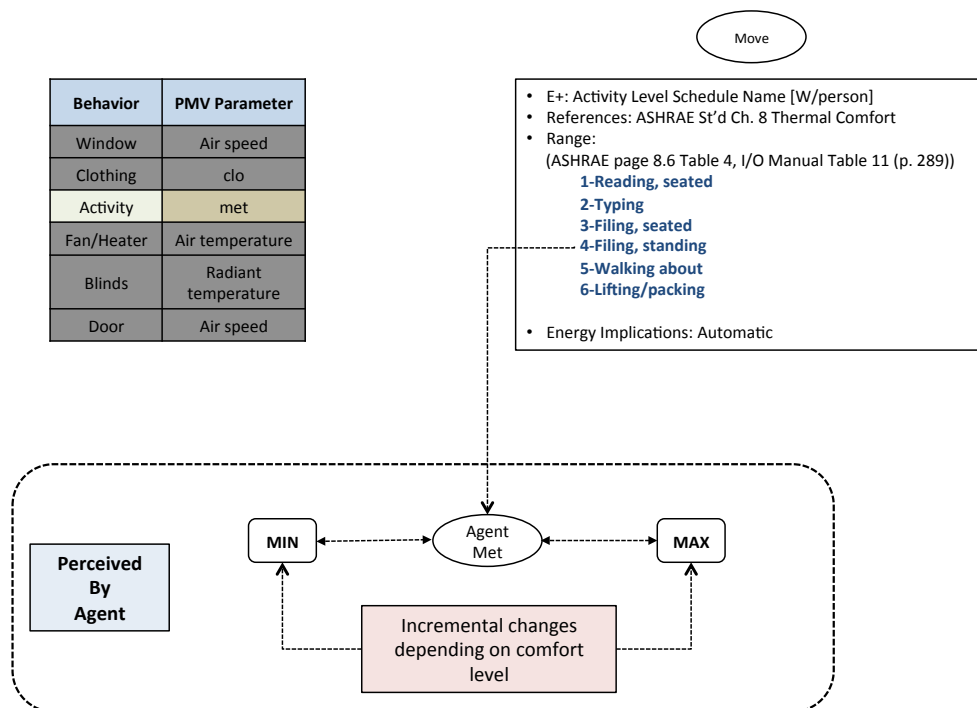 Move
Behavior PMV Parameter
Window Air speed
Clothing clo
Activity met
Fan/Heater Air temperature
Blinds Radiant
temperature
Door Air speed
• E+: Activity Level Schedule Name [W/person]
• References: ASHRAE St'd Ch. 8 Thermal Comfort
• Range:
(ASHRAE page 8.6 Table 4, I/O Manual Table 11 (p. 289))
1-Reading, seated
2-Typing
3-Filing, seated
4-Filing, standing
5-Walking about
6-Lifting/packing
• Energy Implications: Automatic
Perceived
By
Agent
MIN
Agent
Met
MAX
Incremental changes
depending on comfort
level